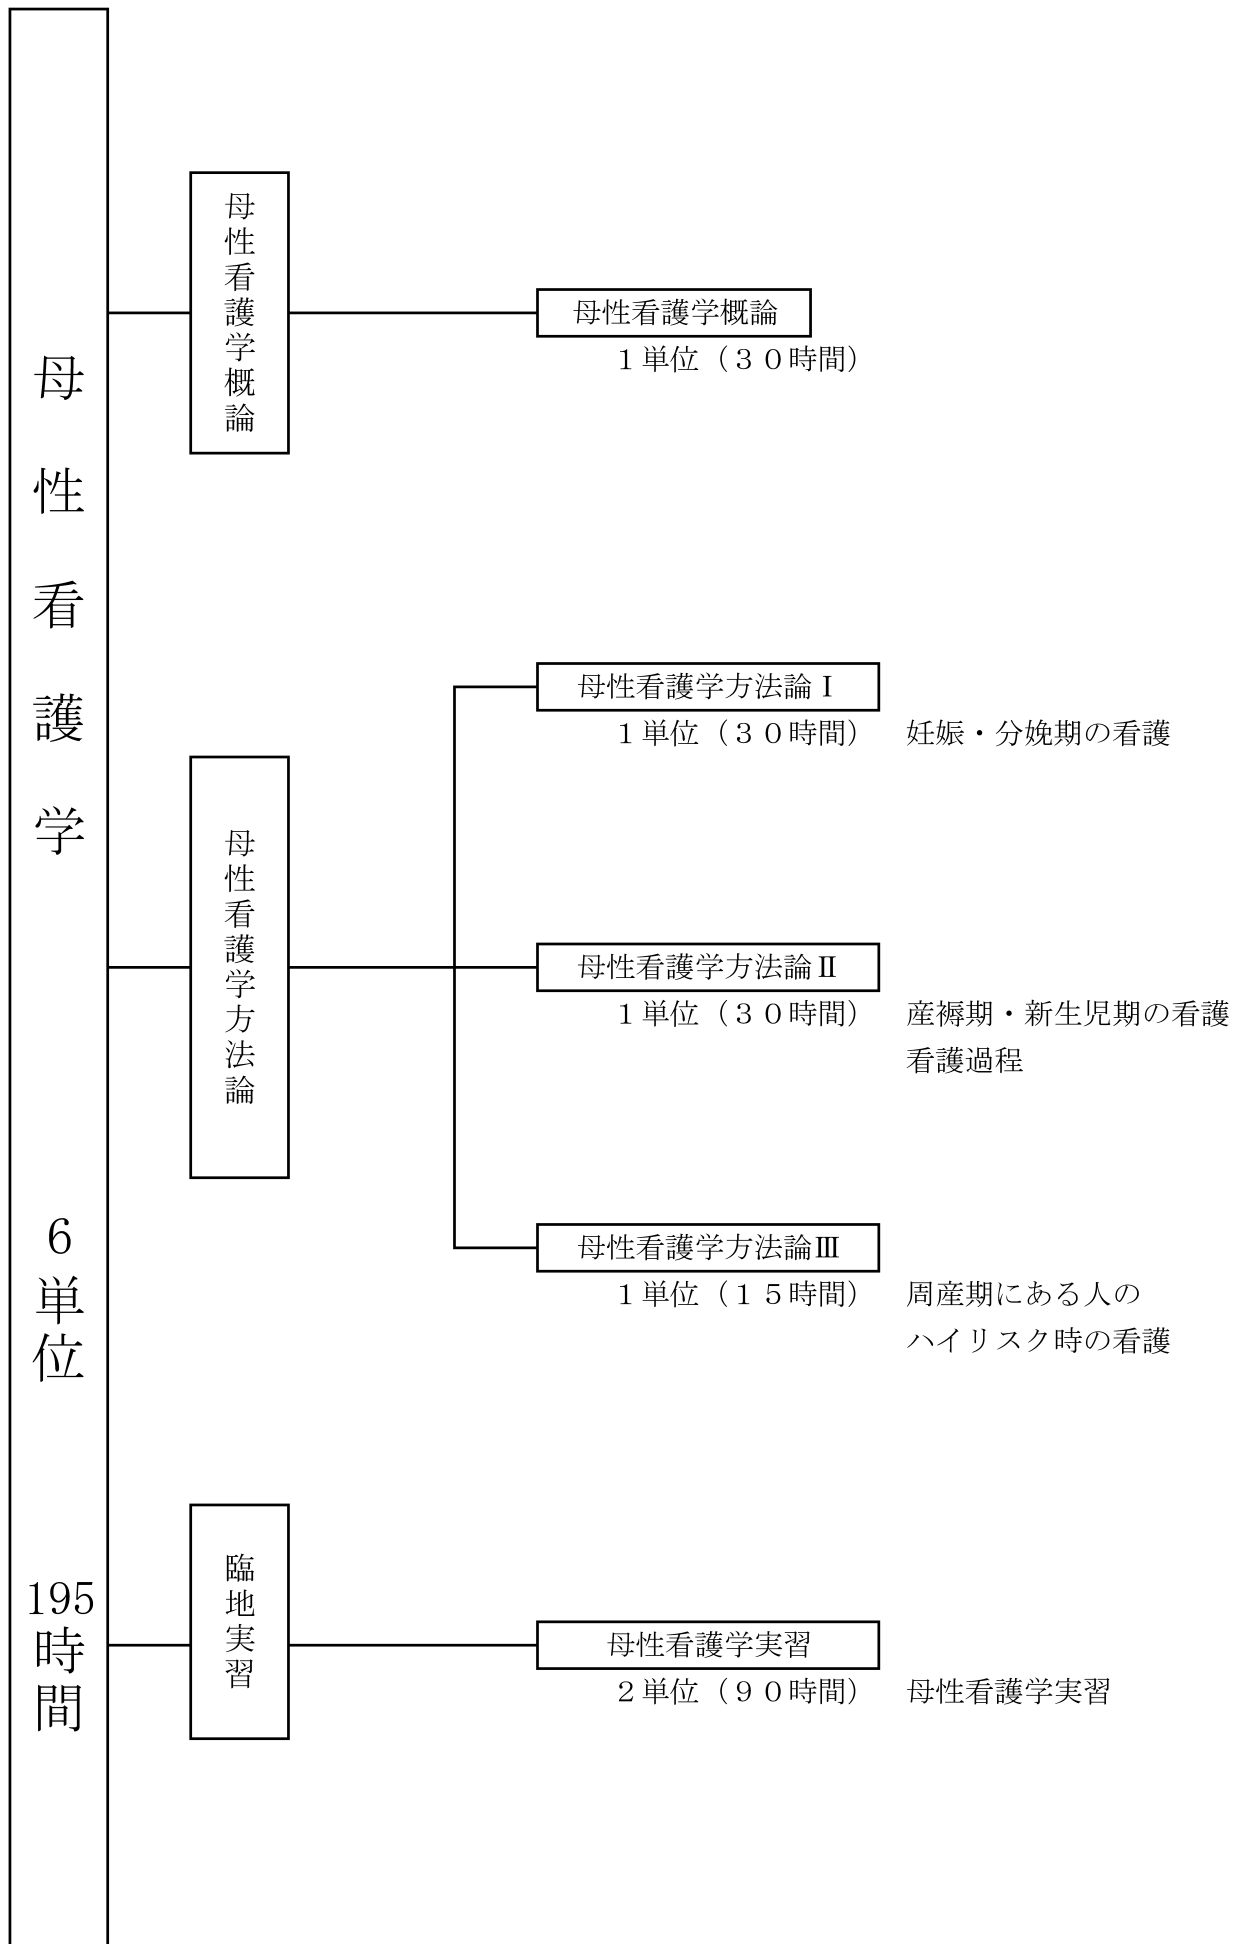 母性看護学　6単位　195時間
母性看護学概論
母性看護学概論
１単位（３０時間）
母性看護学方法論
母性看護学方法論Ⅰ
１単位（３０時間）　妊娠・分娩期の看護
母性看護学方法論Ⅱ
１単位（３０時間）　産褥期・新生児期の看護
看護過程
母性看護学方法論Ⅲ
１単位（１５時間）　周産期にある人の
ハイリスク時の看護
臨地実習
母性看護学実習
２単位（９０時間）　母性看護学実習